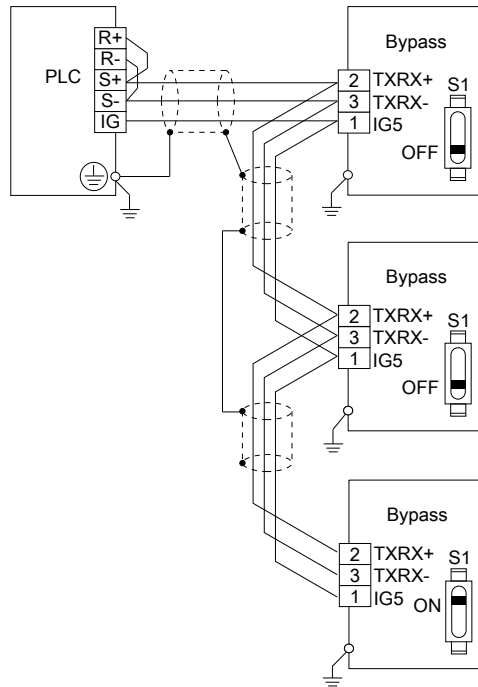 R+
R-
S+
S-
IG
PLC
Bypass
2 TXRX+
3 TXRX-
1 IG5
S1
OFF
Bypass
2 TXRX+
3 TXRX-
1 IG5
S1
OFF
Bypass
2 TXRX+
3 TXRX-
1 IG5
S1
ON